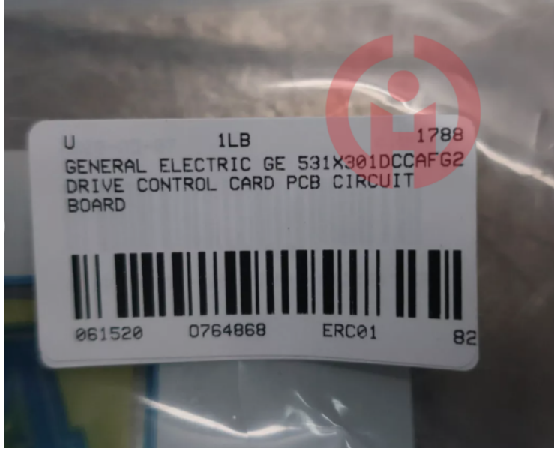 U 1LB 1788
GENERAL ELECTRIC GE 531X301DCCAFG2
DRIVE CONTROL CARD PCB CIRCUIT
BOARD
061520 0764868 ERC01 82